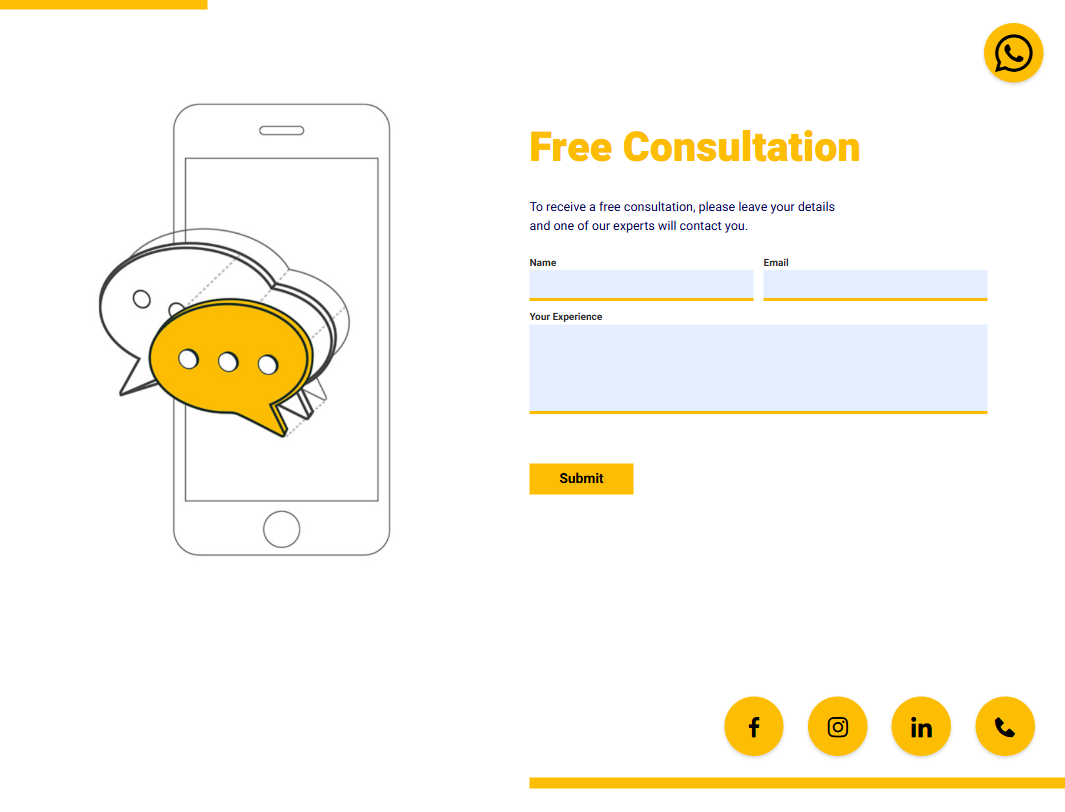 Free Consultation
To receive a free consultation, please leave your details
and one of our experts will contact you.
Name
Email
Your Experience
Submit